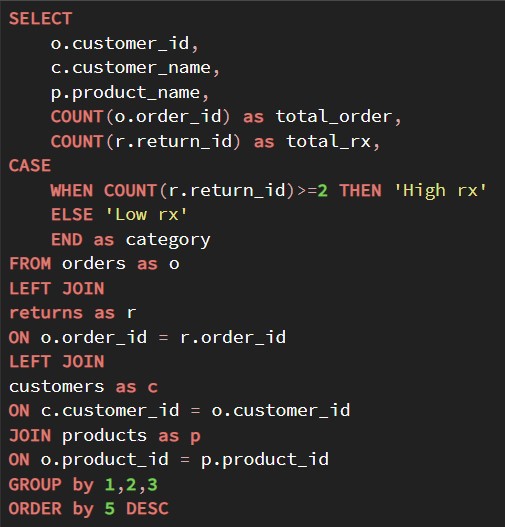 SELECT
    o.customer_id,
    c.customer_name,
    p.product_name,
    COUNT(o.order_id) as total_order,
    COUNT(r.return_id) as total_rx,
CASE
    WHEN COUNT(r.return_id)>=2 THEN 'High rx'
    ELSE 'Low rx'
    END as category
FROM orders as o
LEFT JOIN
returns as r
ON o.order_id = r.order_id
LEFT JOIN
customers as c
ON c.customer_id = o.customer_id
JOIN products as p
ON o.product_id = p.product_id
GROUP by 1,2,3
ORDER by 5 DESC